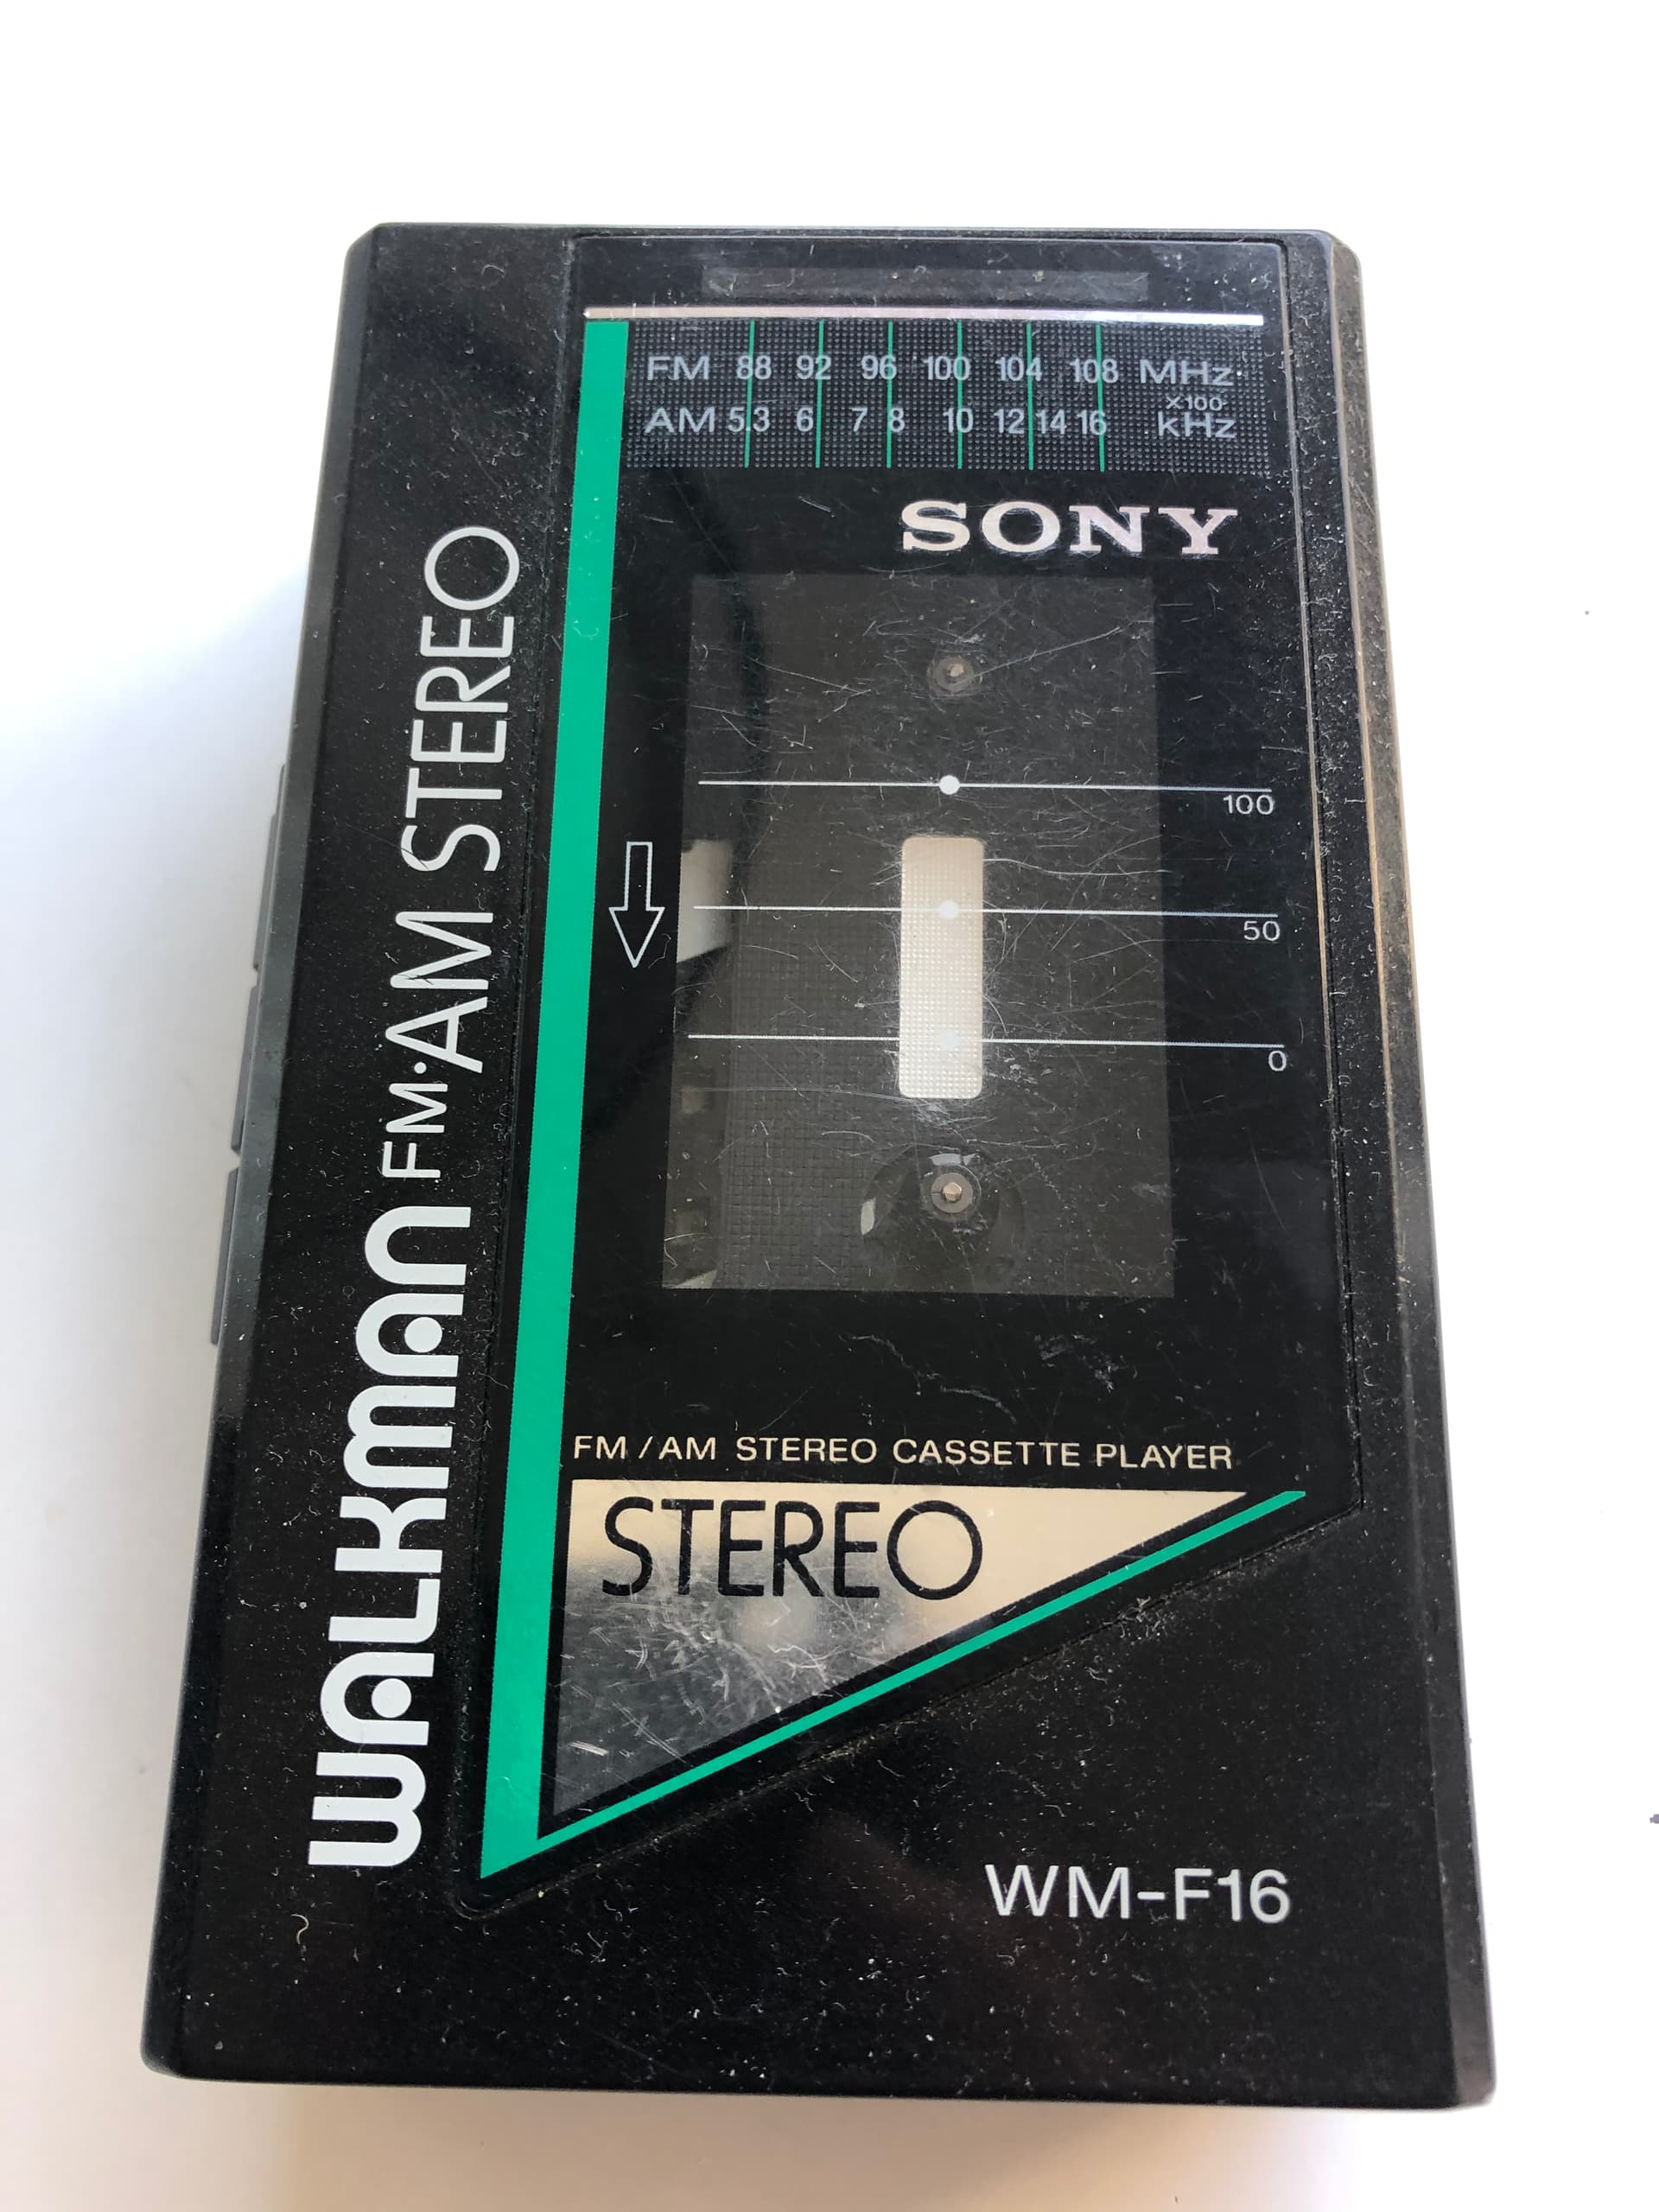 FM 88 92 96 100 104 108 MHz
AM 5.3 6 7 8 10 12 14 16 x100 kHz
SONY
100
50
0
WALKMAN FM·AM STEREO
FM/AM STEREO CASSETTE PLAYER
STEREO
WM-F16